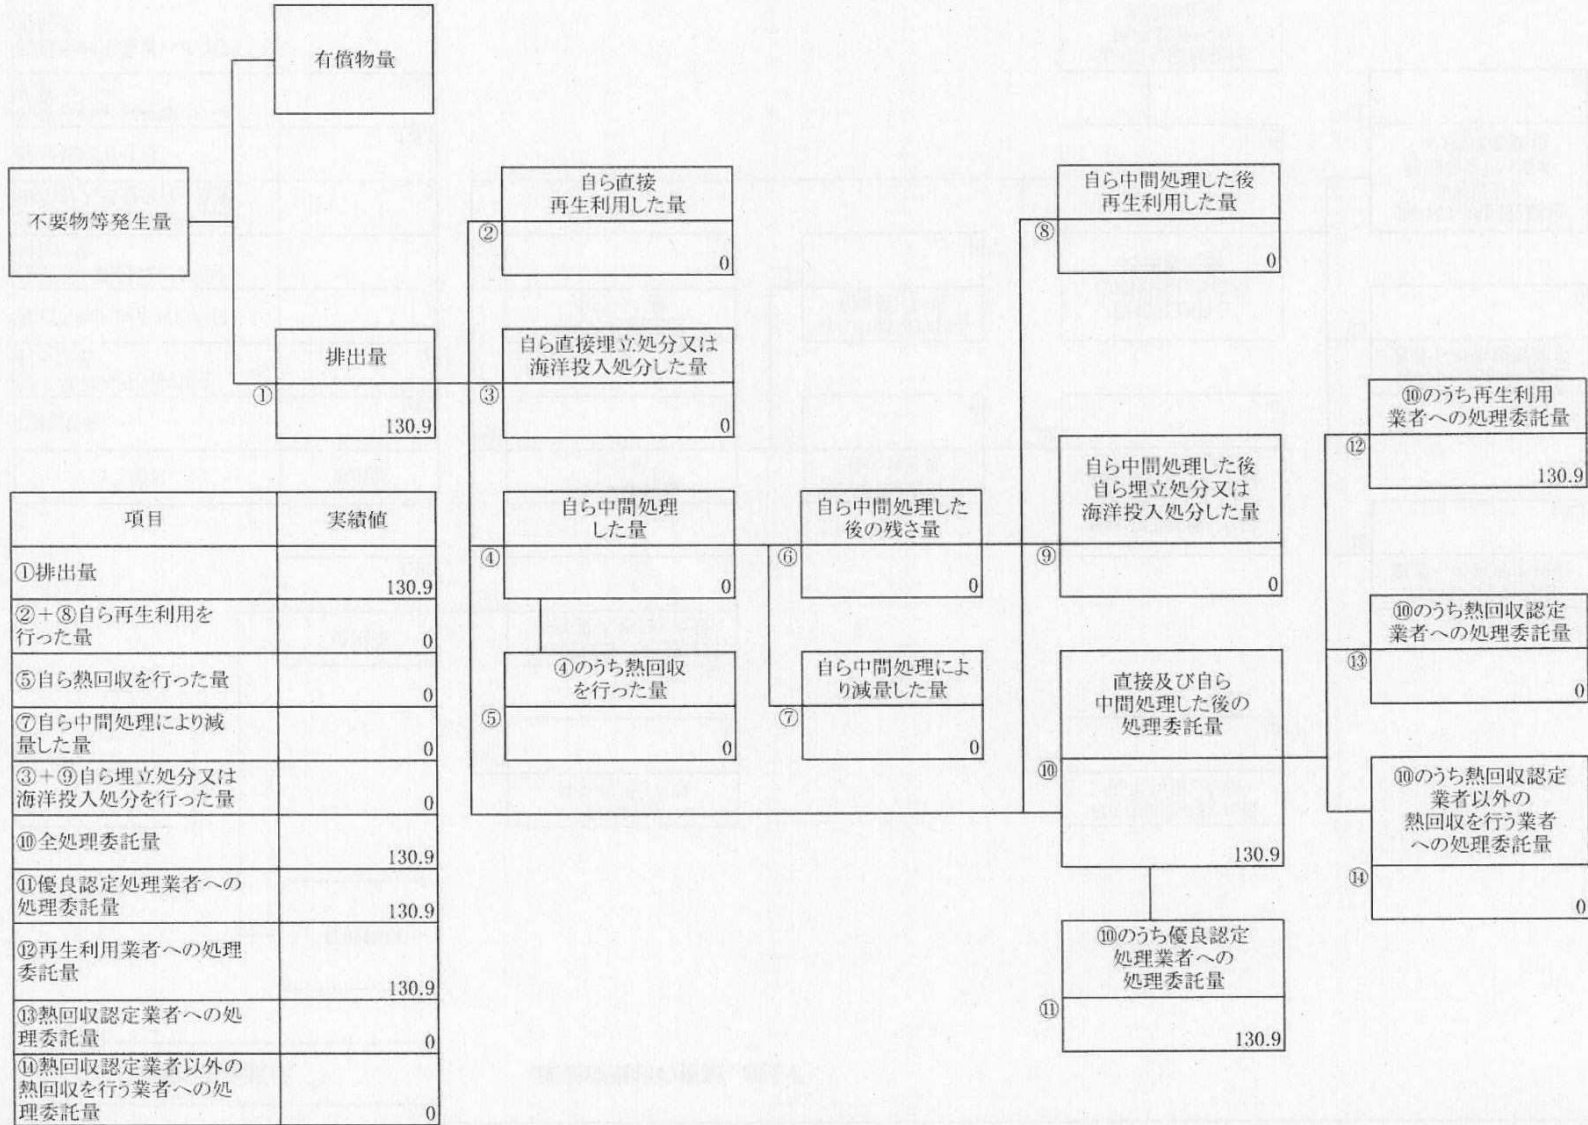 有償物量
不要物等発生量
自ら直接
再生利用した量
②
0
自ら中間処理した後
再生利用した量
⑧
0
排出量
①
130.9
自ら直接埋立処分又は
海洋投入処分した量
③
0
⑩のうち再生利用
業者への処理委託量
⑫
130.9
自ら中間処理
した量
④
0
自ら中間処理した
後の残さ量
⑥
0
自ら中間処理した後
自ら埋立処分又は
海洋投入処分した量
⑨
0
⑩のうち熱回収認定
業者への処理委託量
⑬
0
④のうち熱回収
を行った量
⑤
0
自ら中間処理によ
り減量した量
⑦
0
直接及び自ら
中間処理した後の
処理委託量
⑩
130.9
⑩のうち熱回収認定
業者以外の
熱回収を行う業者
への処理委託量
⑭
0
⑩のうち優良認定
処理業者への
処理委託量
⑪
130.9
項目 実績値
①排出量
130.9
②+⑧自ら再生利用を
行った量 0
⑤自ら熱回収を行った量
0
⑦自ら中間処理により減
量した量 0
③+⑨自ら埋立処分又は
海洋投入処分を行った量 0
⑩全処理委託量
130.9
⑪優良認定処理業者への
処理委託量 130.9
⑫再生利用業者への処理
委託量
130.9
⑬熱回収認定業者への処
理委託量 0
⑭熱回収認定業者以外の
熱回収を行う業者への処
理委託量 0